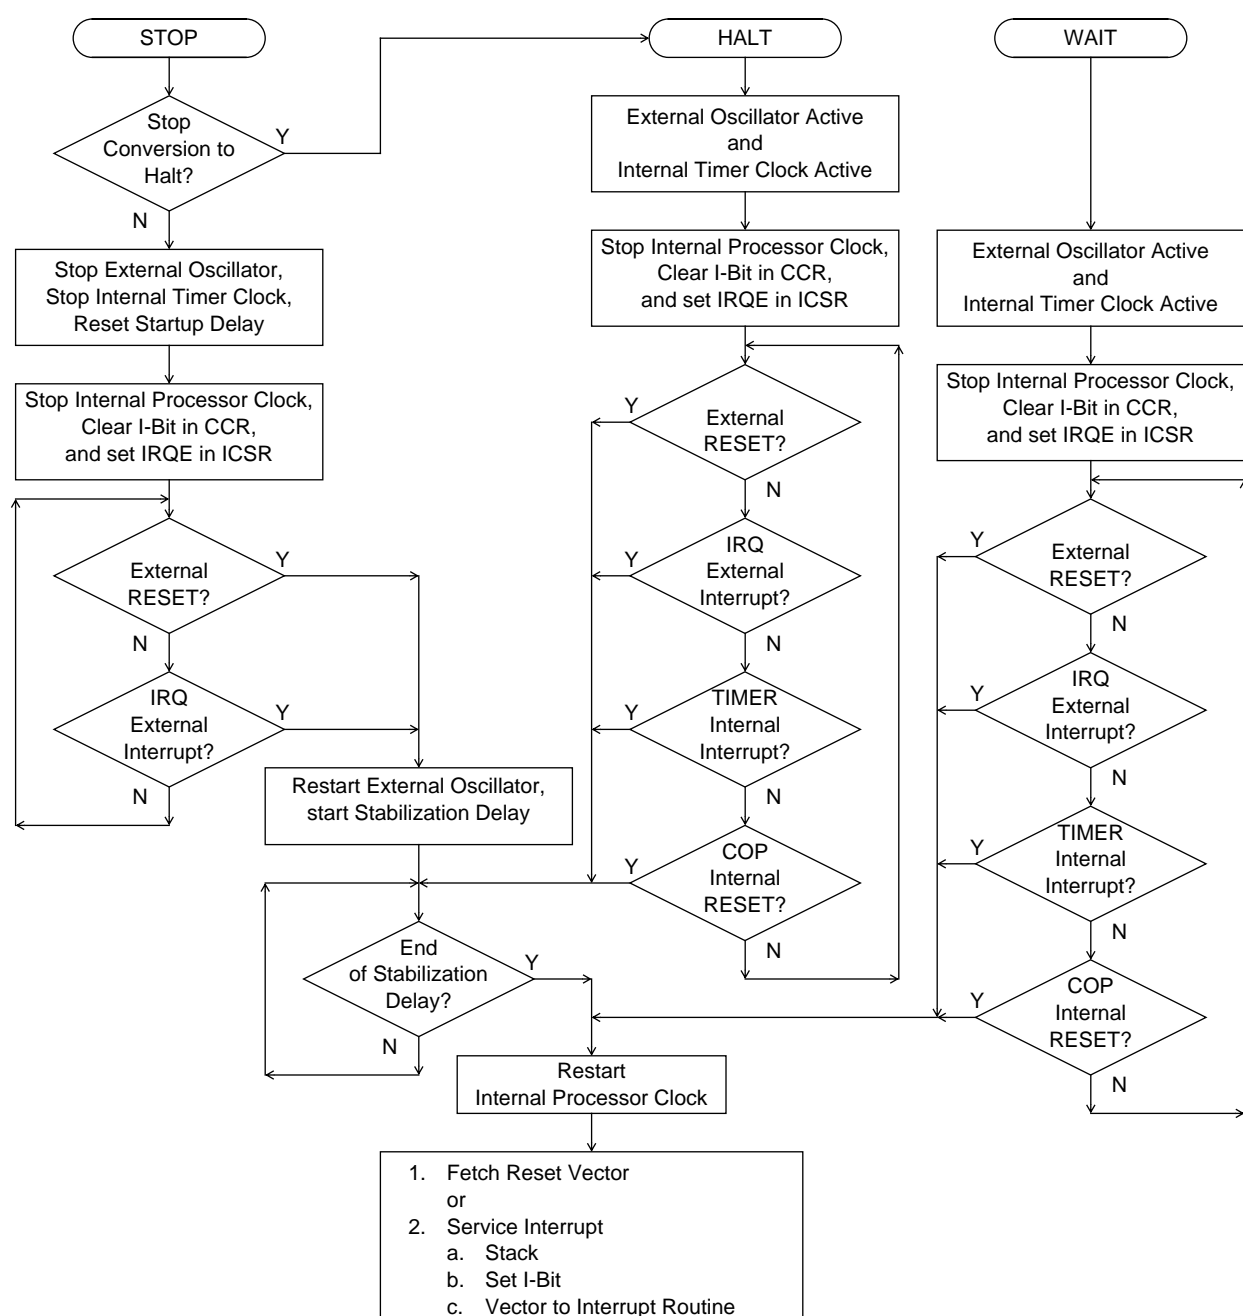 STOP
Stop
Conversion to
Halt?
Y
N
Stop External Oscillator,
Stop Internal Timer Clock,
Reset Startup Delay
Stop Internal Processor Clock,
Clear I-Bit in CCR,
and set IRQE in ICSR
External
RESET?
Y
N
IRQ
External
Interrupt?
Y
N
Restart External Oscillator,
start Stabilization Delay
End
of Stabilization
Delay?
Y
N
HALT
External Oscillator Active
and
Internal Timer Clock Active
Stop Internal Processor Clock,
Clear I-Bit in CCR,
and set IRQE in ICSR
Y
External
RESET?
N
Y
IRQ
External
Interrupt?
N
Y
TIMER
Internal
Interrupt?
N
Y
COP
Internal
RESET?
N
WAIT
External Oscillator Active
and
Internal Timer Clock Active
Stop Internal Processor Clock,
Clear I-Bit in CCR,
and set IRQE in ICSR
Y
External
RESET?
N
Y
IRQ
External
Interrupt?
N
Y
TIMER
Internal
Interrupt?
N
Y
COP
Internal
RESET?
N
Restart
Internal Processor Clock
1. Fetch Reset Vector
or
2. Service Interrupt
a. Stack
b. Set I-Bit
c. Vector to Interrupt Routine